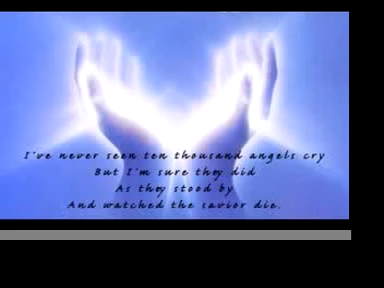 I've never seen ten thousand angels cry
But I'm sure they did
As they stood by
And watched the savior die.